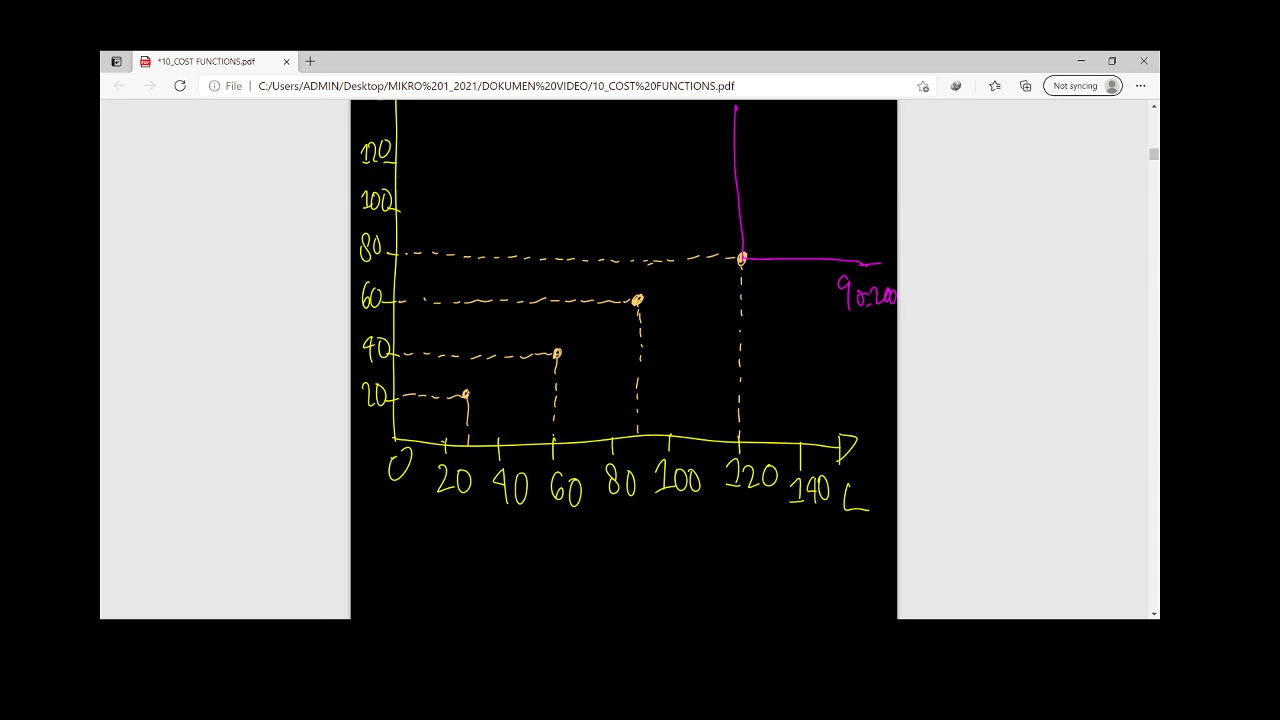 *10_COST FUNCTIONS.pdf
File
C:/Users/ADMIN/Desktop/MIKRO%201_2021/DOKUMEN%20VIDEO/10_COST%20FUNCTIONS.pdf
Not syncing
120
100
80
60
40
20
0 20 40 60 80 100 120 140 L